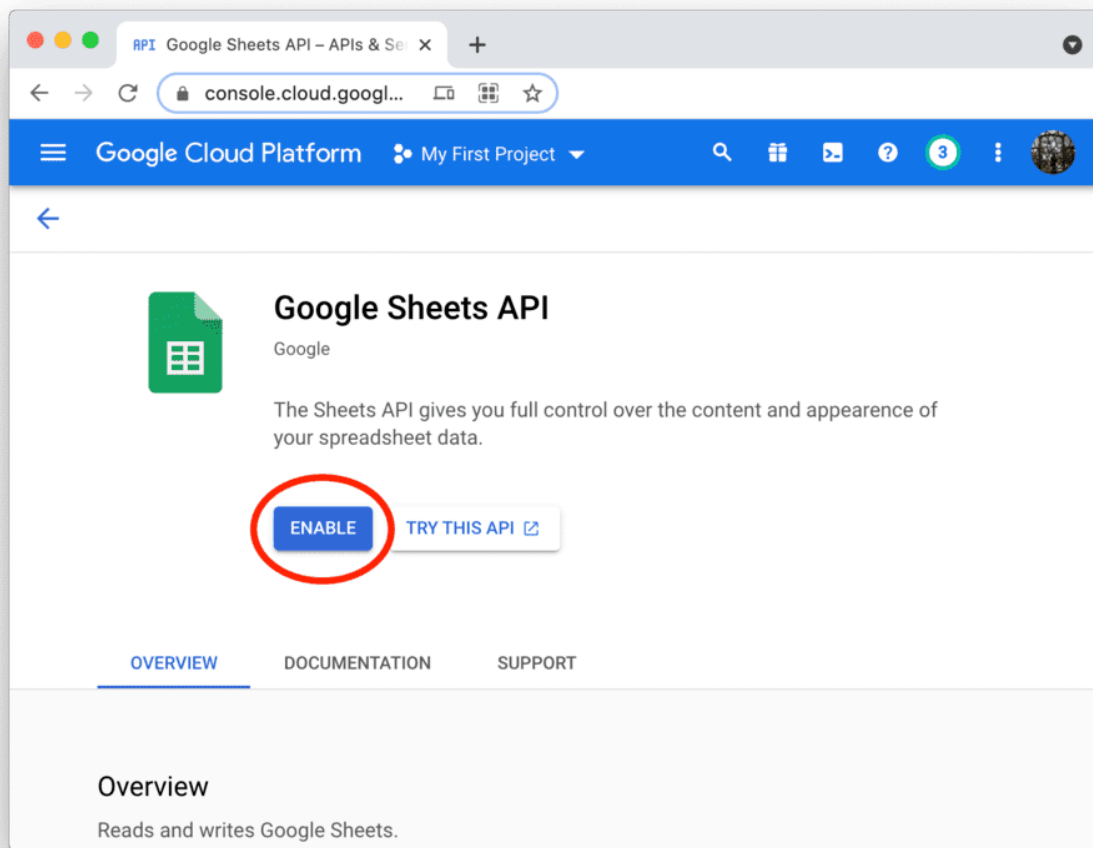 API Google Sheets API – APIs & Se
console.cloud.googl...
Google Cloud Platform My First Project 3
Google Sheets API
Google
The Sheets API gives you full control over the content and appearence of
your spreadsheet data.
ENABLE TRY THIS API
OVERVIEW DOCUMENTATION SUPPORT
Overview
Reads and writes Google Sheets.